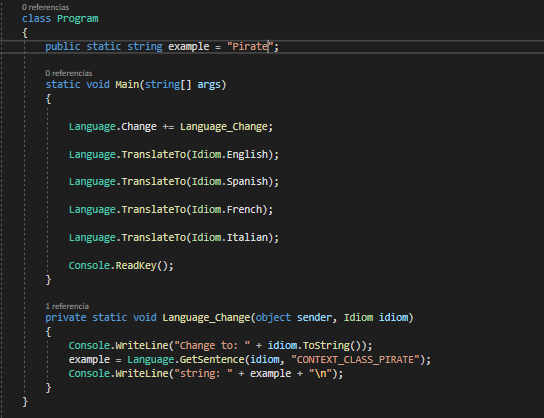 0 referencias
class Program
{
public static string example = "Pirate";
0 referencias
static void Main(string[] args)
{
Language.Change += Language_Change;
Language.TranslateTo(Idiom.English);
Language.TranslateTo(Idiom.Spanish);
Language.TranslateTo(Idiom.French);
Language.TranslateTo(Idiom.Italian);
Console.ReadKey();
}
1 referencia
private static void Language_Change(object sender, Idiom idiom)
{
Console.WriteLine("Change to: " + idiom.ToString());
example = Language.GetSentence(idiom, "CONTEXT_CLASS_PIRATE");
Console.WriteLine("string: " + example + "\n");
}
}